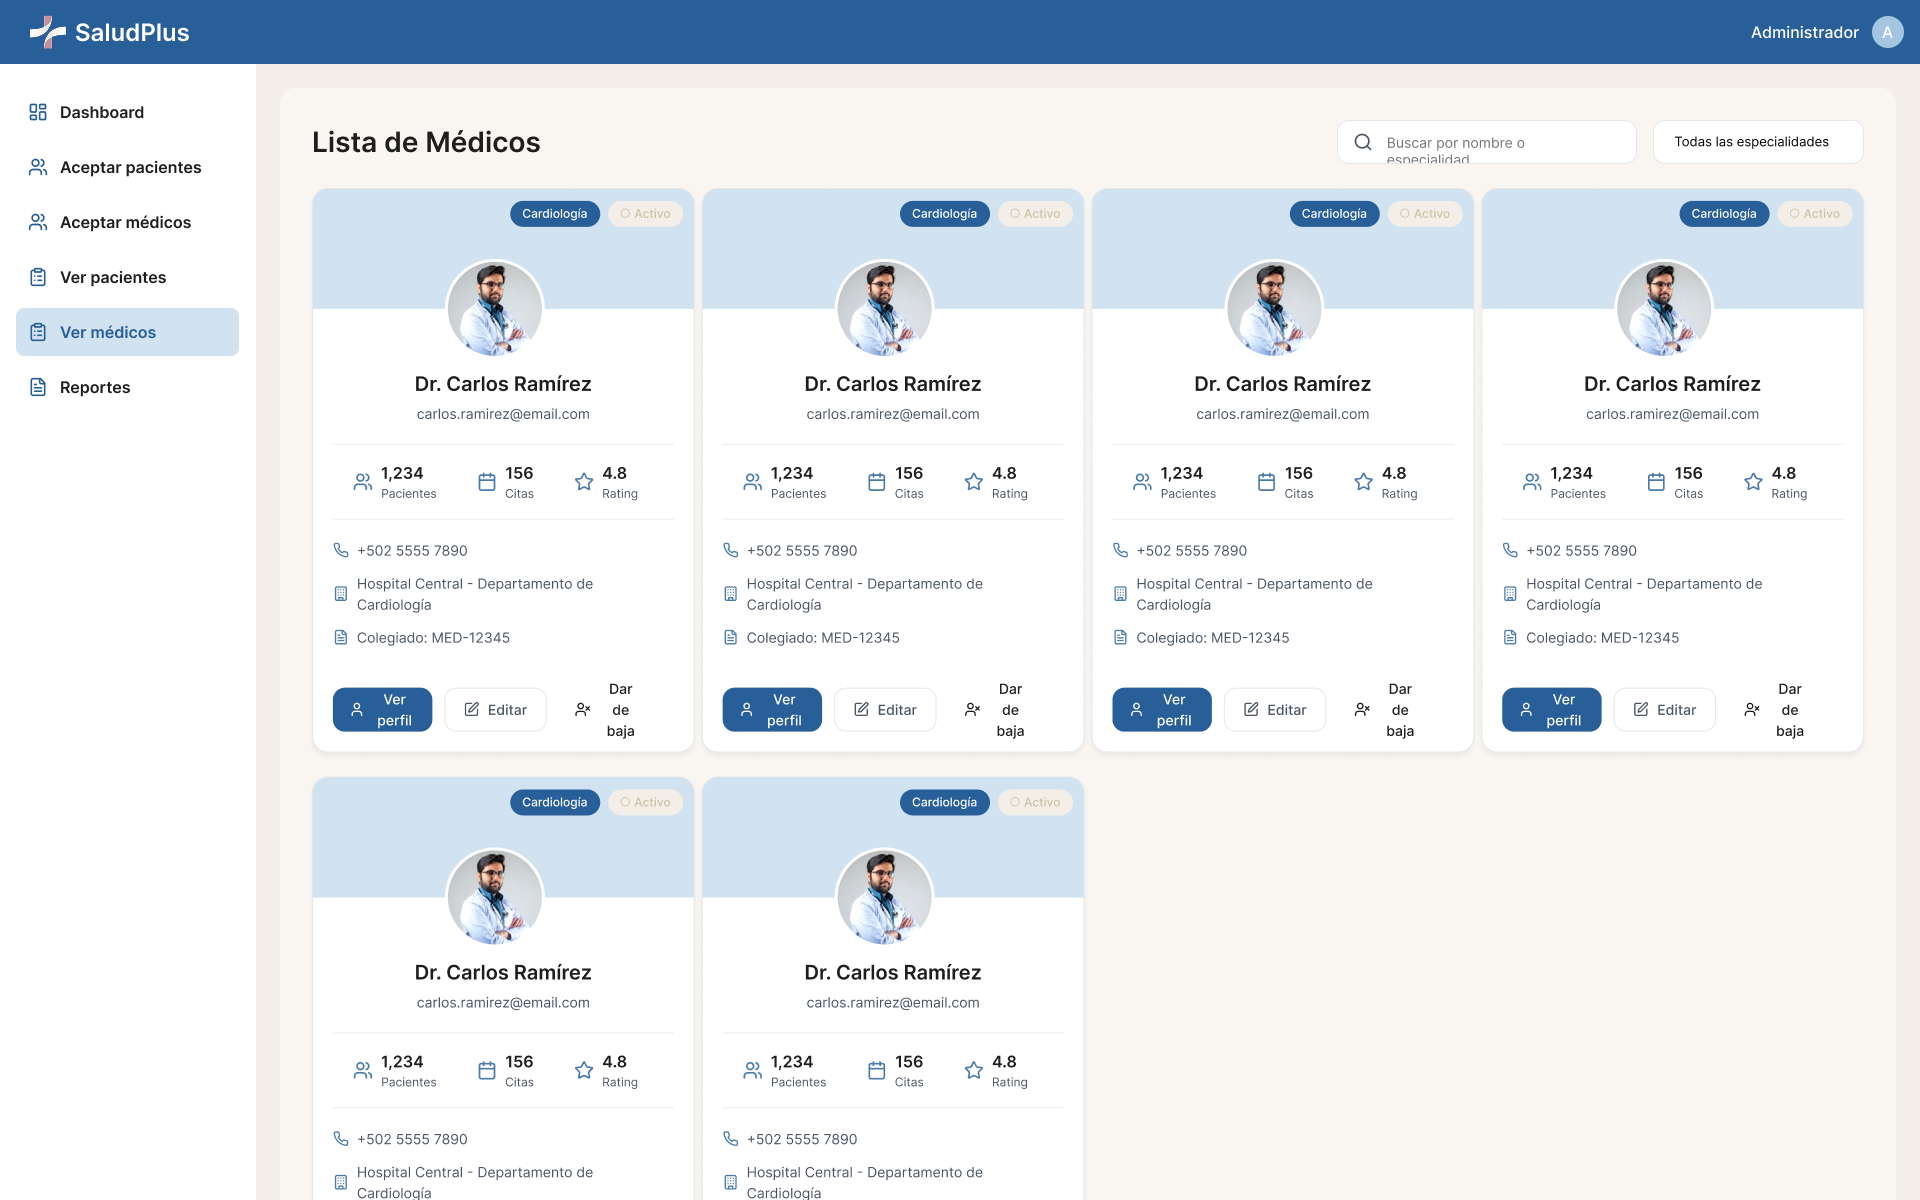 SaludPlus
Administrador
A
Dashboard
Aceptar pacientes
Aceptar médicos
Ver pacientes
Ver médicos
Reportes
Lista de Médicos
Buscar por nombre o
especialidad
Todas las especialidades
Cardiología
Activo
Dr. Carlos Ramírez
carlos.ramirez@email.com
1,234
Pacientes
156
Citas
4.8
Rating
+502 5555 7890
Hospital Central - Departamento de
Cardiología
Colegiado: MED-12345
Ver
perfil
Editar
Dar
de
baja
Cardiología
Activo
Dr. Carlos Ramírez
carlos.ramirez@email.com
1,234
Pacientes
156
Citas
4.8
Rating
+502 5555 7890
Hospital Central - Departamento de
Cardiología
Colegiado: MED-12345
Ver
perfil
Editar
Dar
de
baja
Cardiología
Activo
Dr. Carlos Ramírez
carlos.ramirez@email.com
1,234
Pacientes
156
Citas
4.8
Rating
+502 5555 7890
Hospital Central - Departamento de
Cardiología
Colegiado: MED-12345
Ver
perfil
Editar
Dar
de
baja
Cardiología
Activo
Dr. Carlos Ramírez
carlos.ramirez@email.com
1,234
Pacientes
156
Citas
4.8
Rating
+502 5555 7890
Hospital Central - Departamento de
Cardiología
Colegiado: MED-12345
Ver
perfil
Editar
Dar
de
baja
Cardiología
Activo
Dr. Carlos Ramírez
carlos.ramirez@email.com
1,234
Pacientes
156
Citas
4.8
Rating
+502 5555 7890
Hospital Central - Departamento de
Cardiología
Cardiología
Activo
Dr. Carlos Ramírez
carlos.ramirez@email.com
1,234
Pacientes
156
Citas
4.8
Rating
+502 5555 7890
Hospital Central - Departamento de
Cardiología